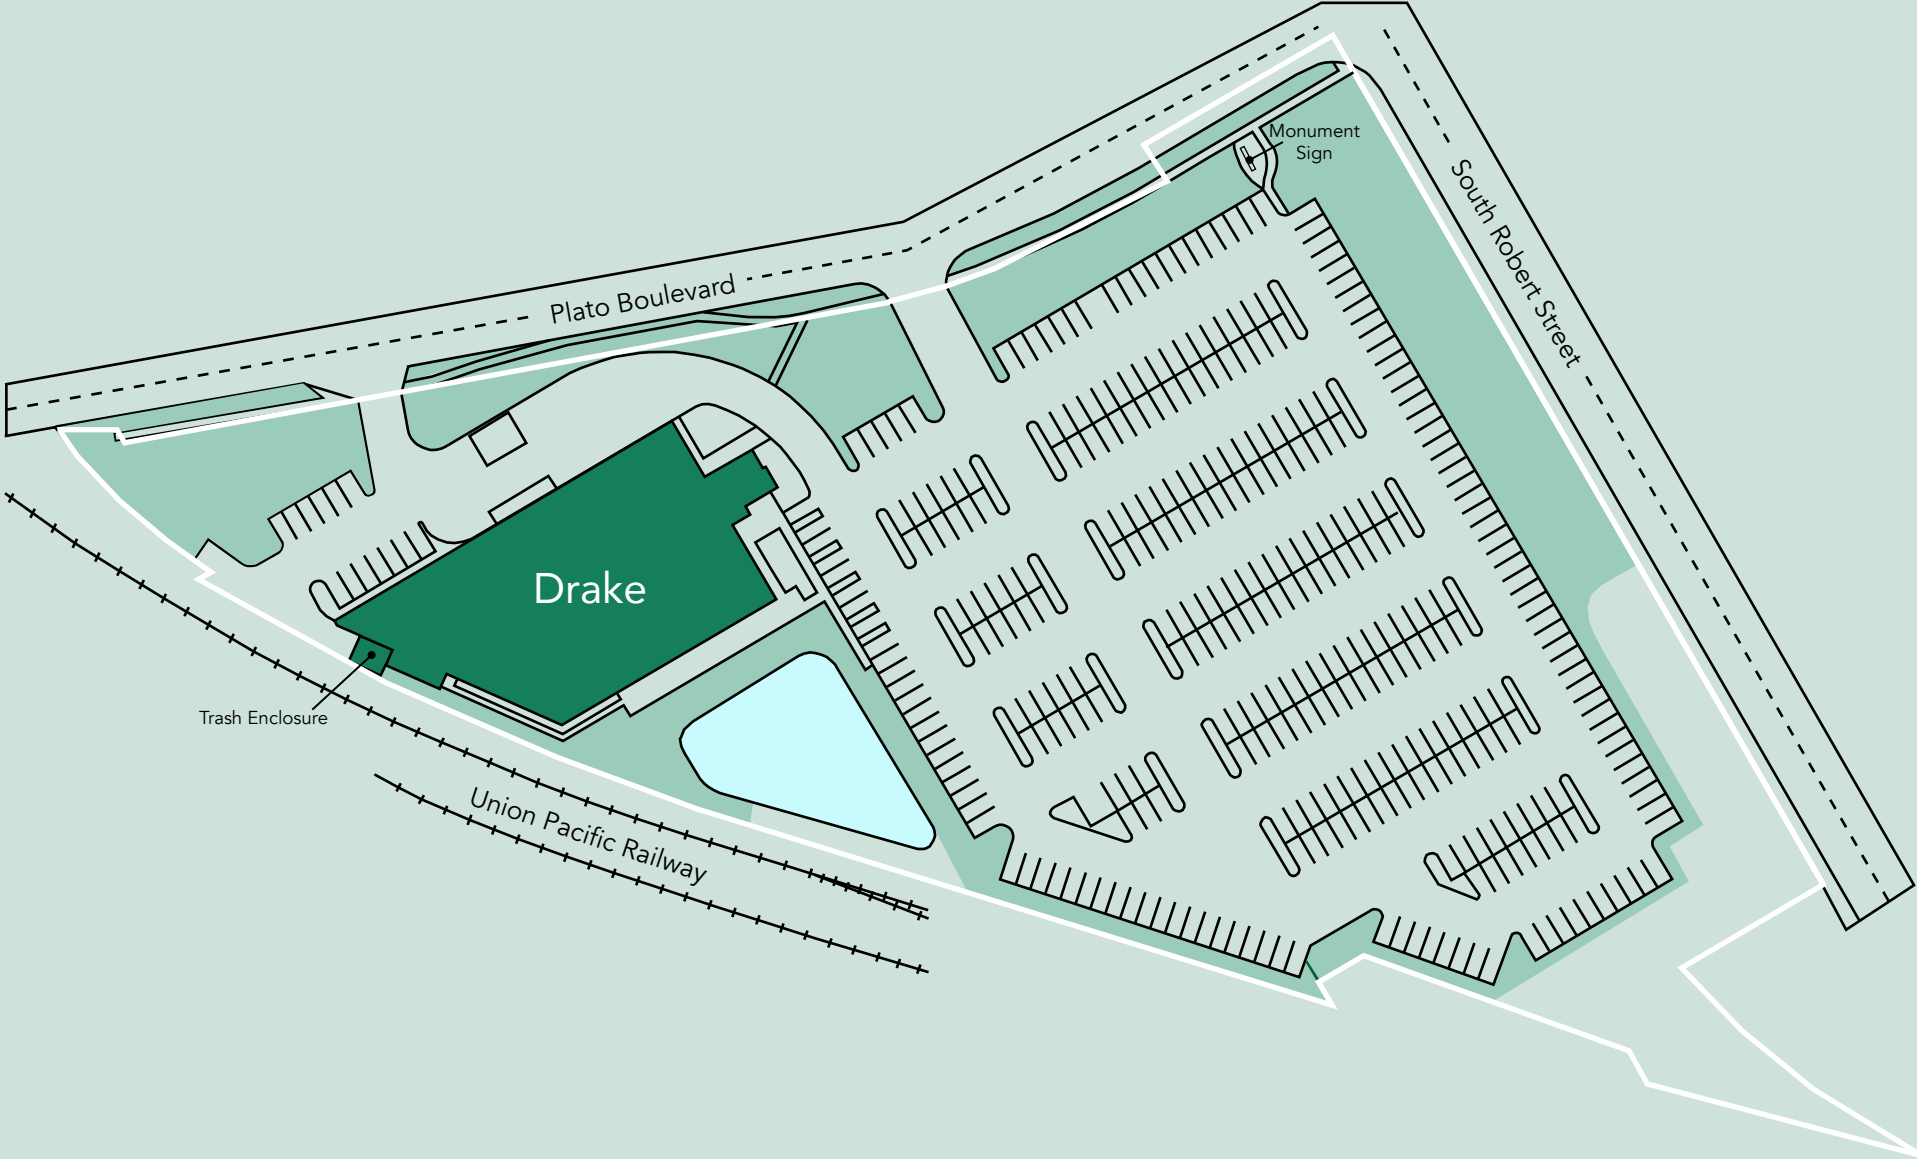 Monument
Sign
South Robert Street
Plato Boulevard
Drake
Trash Enclosure
Union Pacific Railway